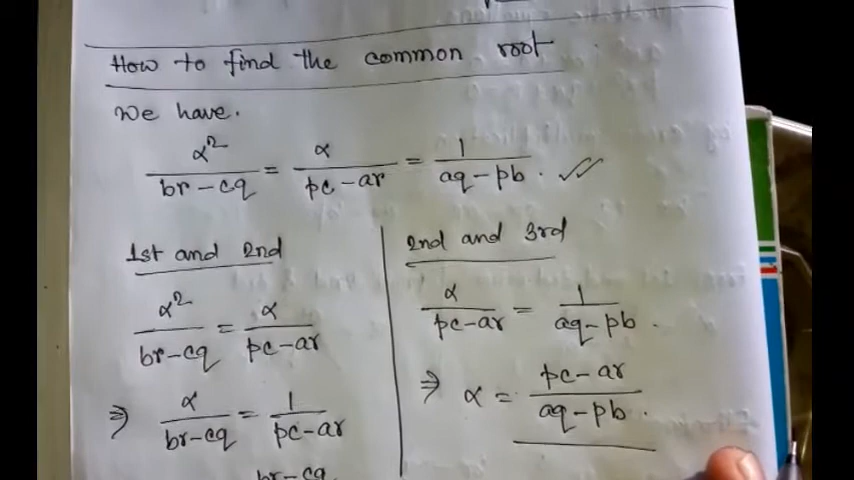 How to find the common root
We have.
α²/(br-cq) = α/(pc-ar) = 1/(aq-pb). ✓✓
1st and 2nd
α²/(br-cq) = α/(pc-ar)
⇒ α/(br-cq) = 1/(pc-ar)
br-cq
2nd and 3rd
α/(pc-ar) = 1/(aq-pb).
⇒ α = (pc-ar)/(aq-pb).